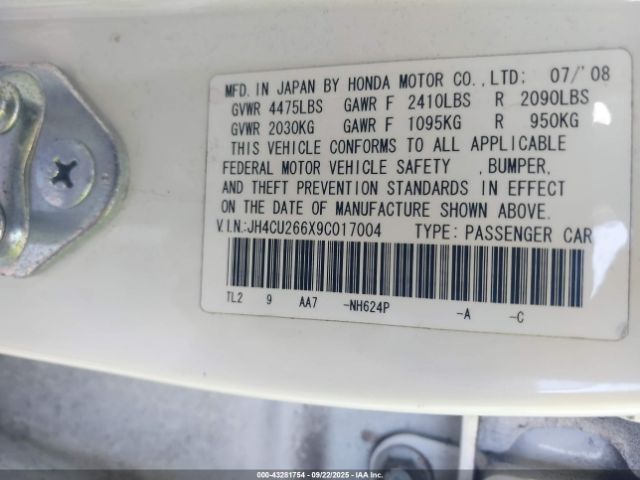 MFD. IN JAPAN BY HONDA MOTOR CO., LTD: 07/'08
GVWR 4475LBS GAWR F 2410LBS R 2090LBS
GVWR 2030KG GAWR F 1095KG R 950KG
THIS VEHICLE CONFORMS TO ALL APPLICABLE
FEDERAL MOTOR VEHICLE SAFETY , BUMPER,
AND THEFT PREVENTION STANDARDS IN EFFECT
ON THE DATE OF MANUFACTURE SHOWN ABOVE.
V.I.N.:JH4CU266X9C017004 TYPE: PASSENGER CAR
TL2 9 AA7 -NH624P -A -C
000-43281754 - 09/22/2025 - WWW.IAAI.COM